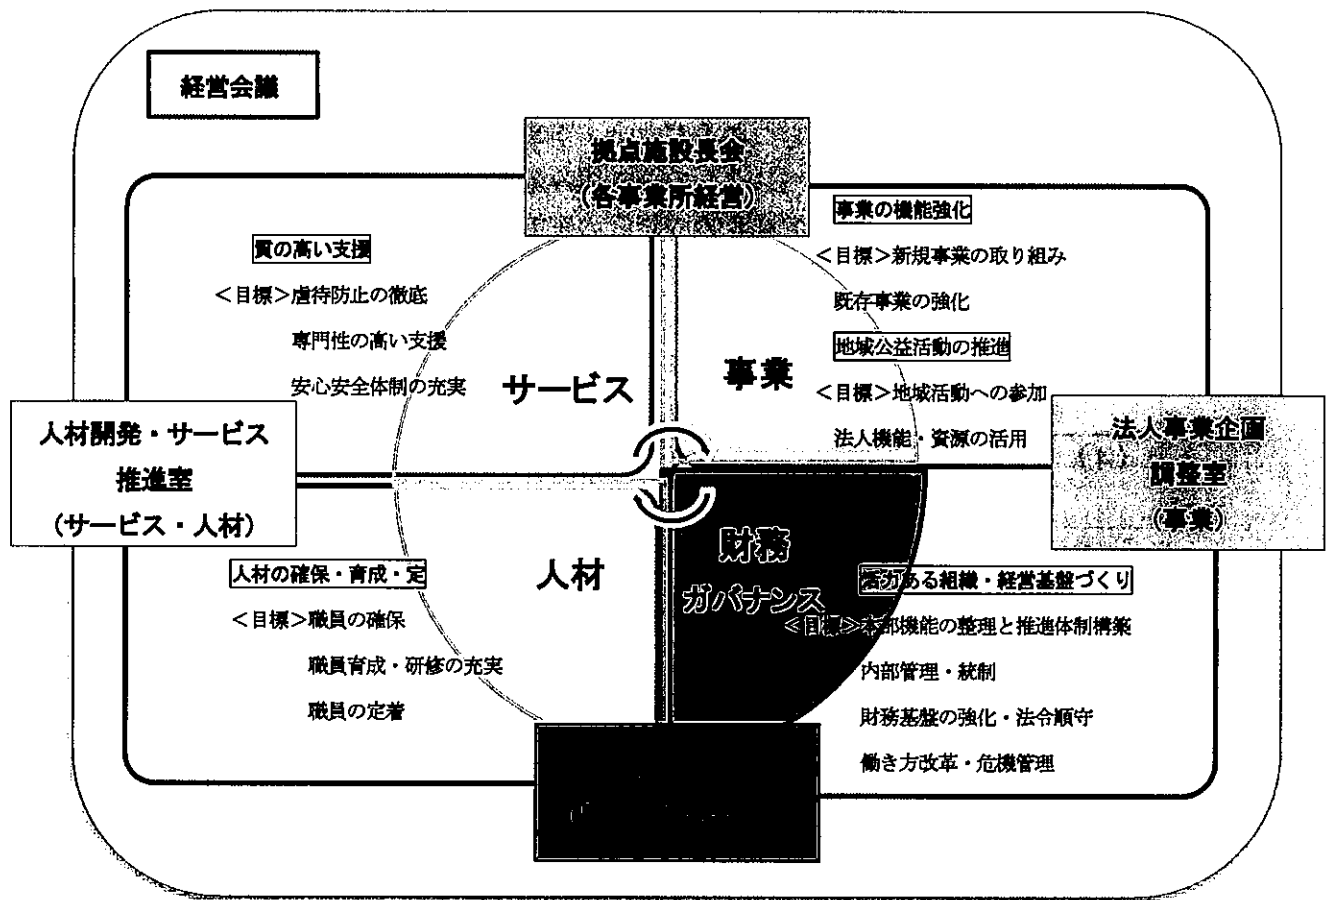 経営会議
拠点施設長会
（各事業所経営）
質の高い支援
＜目標＞虐待防止の徹底
専門性の高い支援
安心安全体制の充実
サービス
事業の機能強化
＜目標＞新規事業の取り組み
既存事業の強化
地域公益活動の推進
＜目標＞地域活動への参加
法人機能・資源の活用
事業
人材開発・サービス
推進室
（サービス・人材）
法人事業企画
調整室
（事業）
人材の確保・育成・定
＜目標＞職員の確保
職員育成・研修の充実
職員の定着
人材
財務
ガバナンス
活力ある組織・経営基盤づくり
＜目標＞本部機能の整理と推進体制構築
内部管理・統制
財務基盤の強化・法令順守
働き方改革・危機管理